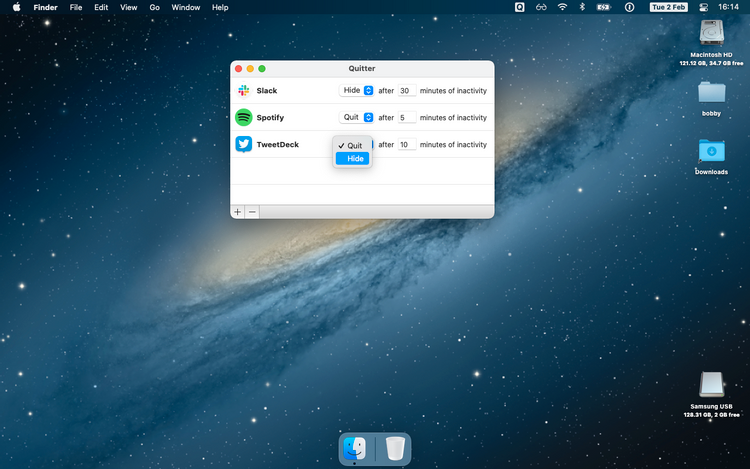 Finder File Edit View Go Window Help Tue 2 Feb 16:14
Macintosh HD
121.12 GB, 34.7 GB free
bobby
Downloads
Quitter
Slack Hide after 30 minutes of inactivity
Spotify Quit after 5 minutes of inactivity
TweetDeck ✓ Quit after 10 minutes of inactivity
Hide
+ −
Samsung USB
128.31 GB, 2 GB free